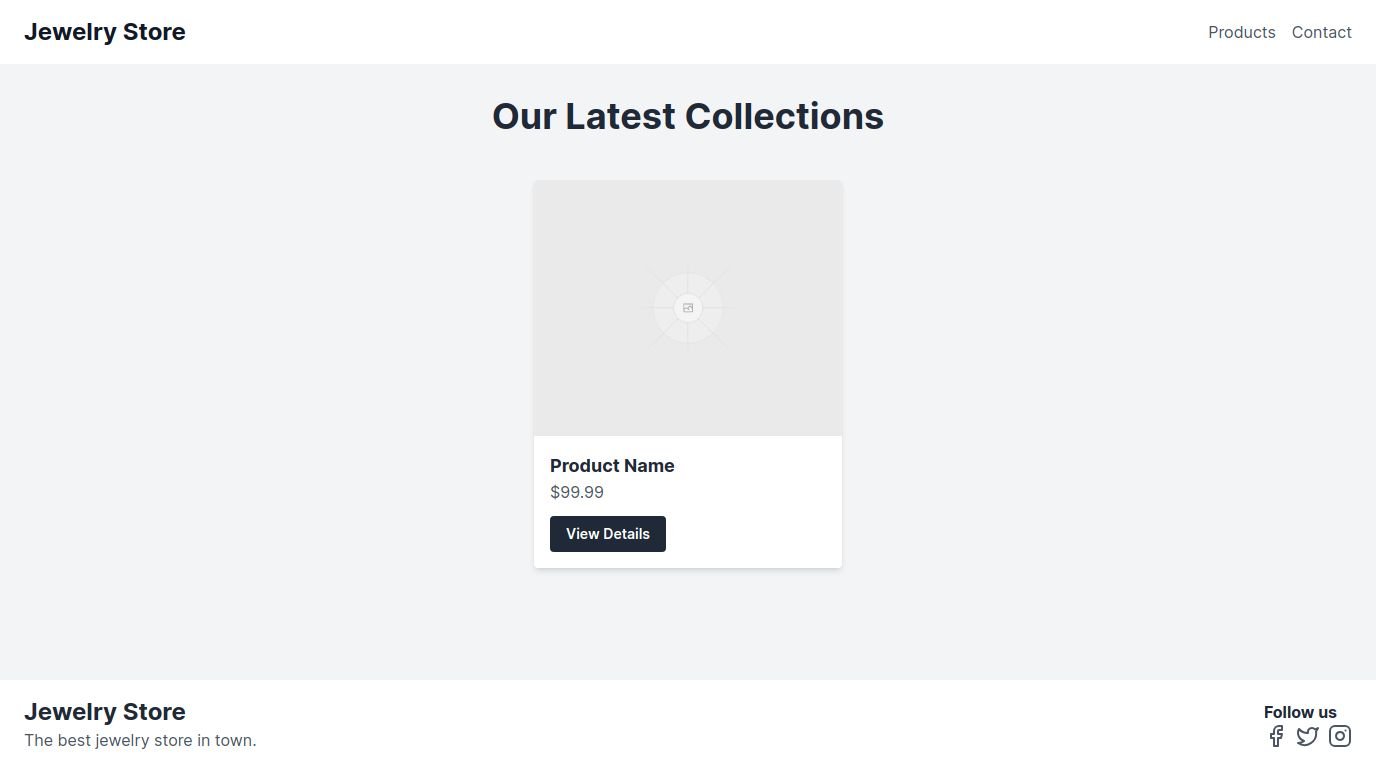 Jewelry Store
Products Contact
Our Latest Collections
Product Name
$99.99
View Details
Jewelry Store
The best jewelry store in town.
Follow us